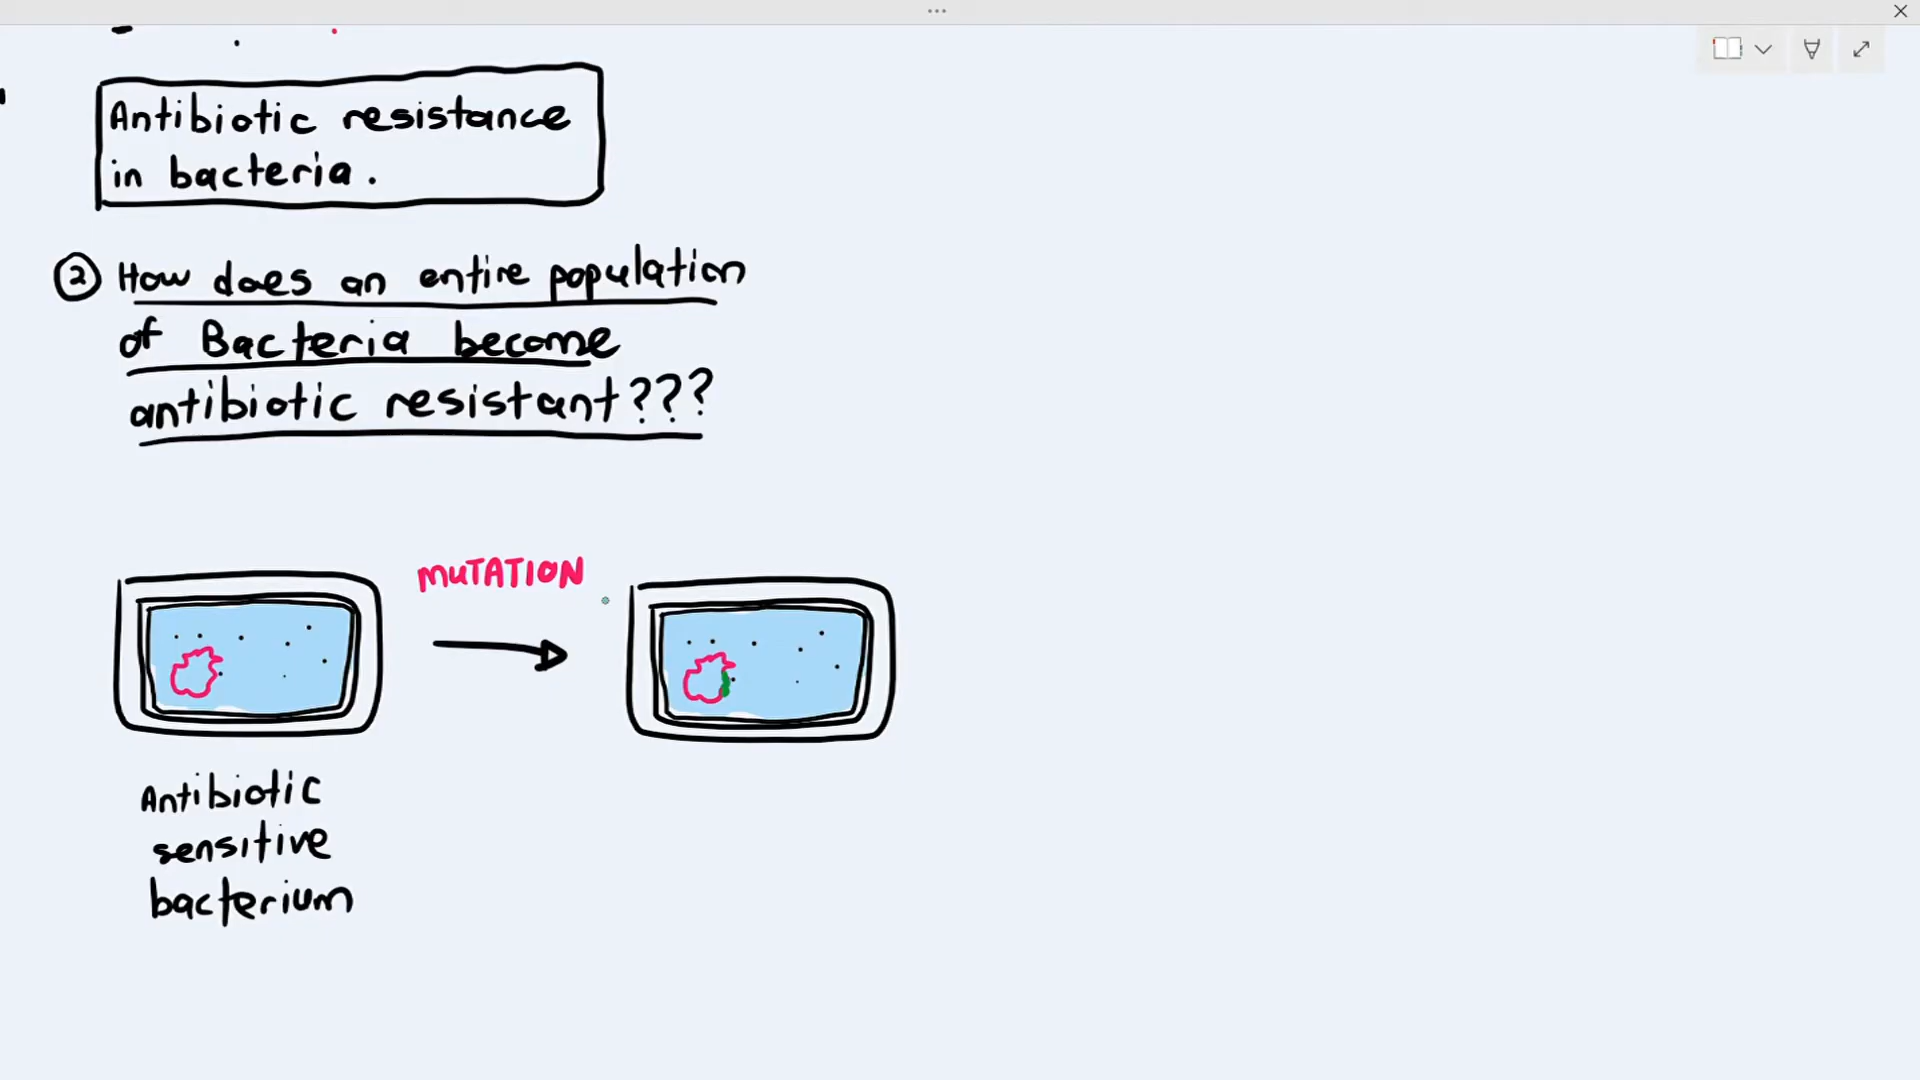 Antibiotic resistance
in bacteria.
② How does an entire population
of Bacteria become
antibiotic resistant???
MUTATION
Antibiotic
sensitive
bacterium